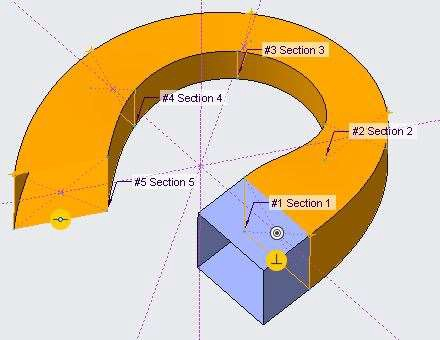 #3 Section 3
#4 Section 4
#2 Section 2
#5 Section 5
#1 Section 1